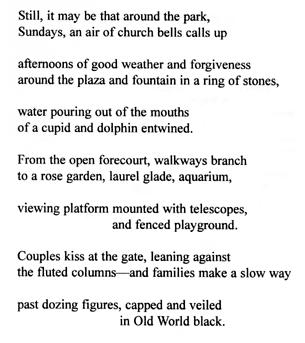 Still, it may be that around the park,
Sundays, an air of church bells calls up
afternoons of good weather and forgiveness
around the plaza and fountain in a ring of stones,
water pouring out of the mouths
of a cupid and dolphin entwined.
From the open forecourt, walkways branch
to a rose garden, laurel glade, aquarium,
viewing platform mounted with telescopes,
and fenced playground.
Couples kiss at the gate, leaning against
the fluted columns—and families make a slow way
past dozing figures, capped and veiled
in Old World black.